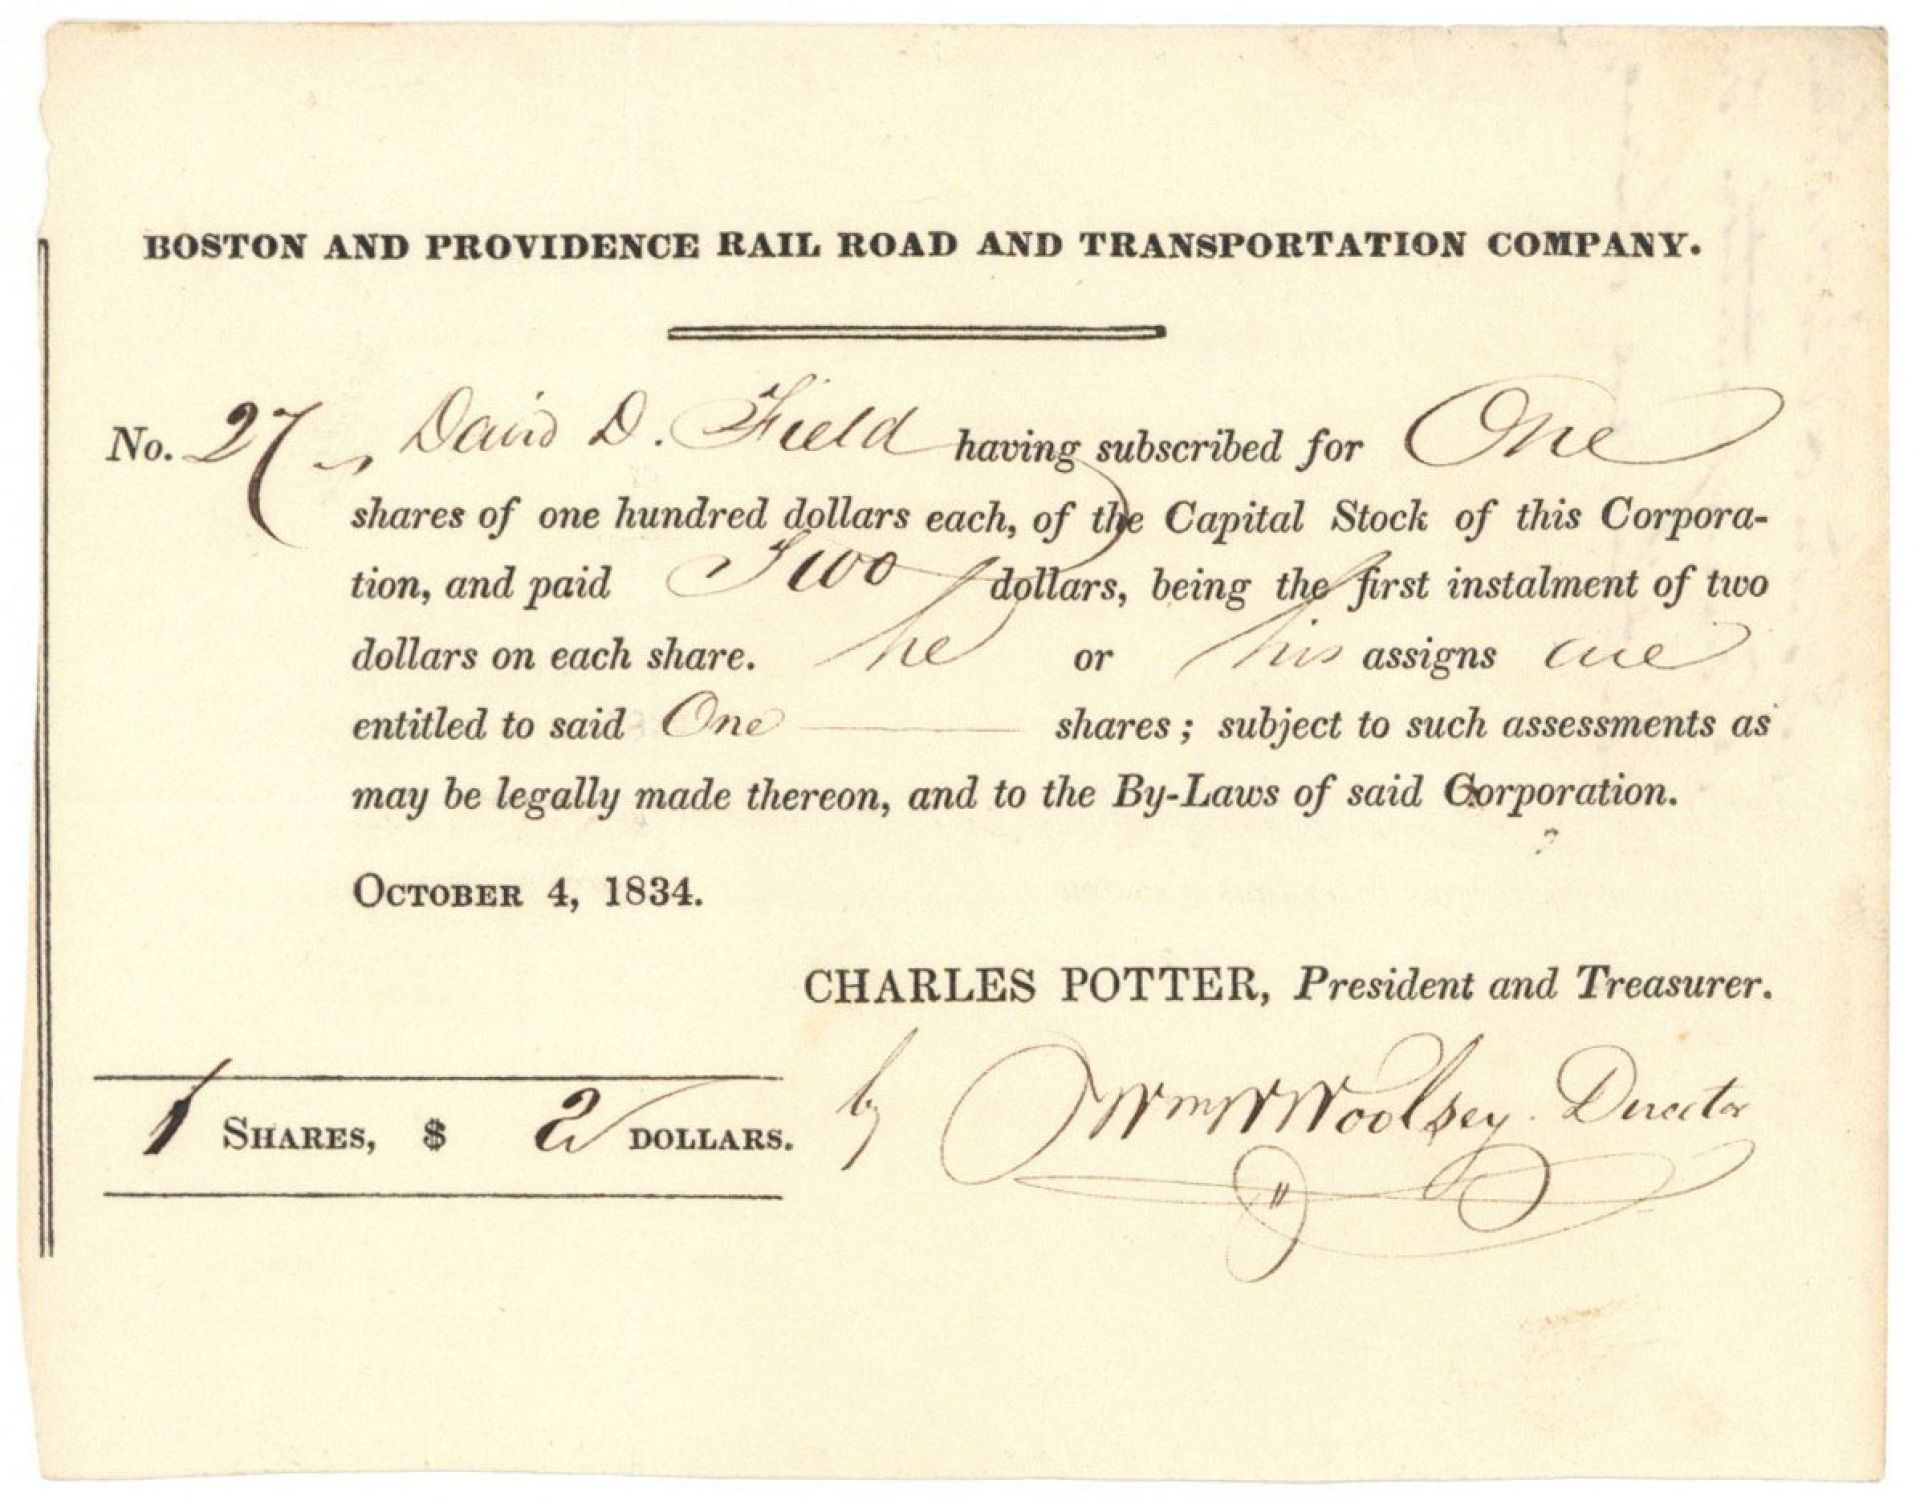 BOSTON AND PROVIDENCE RAIL ROAD AND TRANSPORTATION COMPANY.
No. 27 David D. Field having subscribed for One
shares of one hundred dollars each, of the Capital Stock of this Corpora-
tion, and paid Two dollars, being the first instalment of two
dollars on each share. he or his assigns are
entitled to said One shares; subject to such assessments as
may be legally made thereon, and to the By-Laws of said Corporation.
OCTOBER 4, 1834.
CHARLES POTTER, President and Treasurer.
by Wm W Woolsey. Director
1 SHARES, $ 2 DOLLARS.